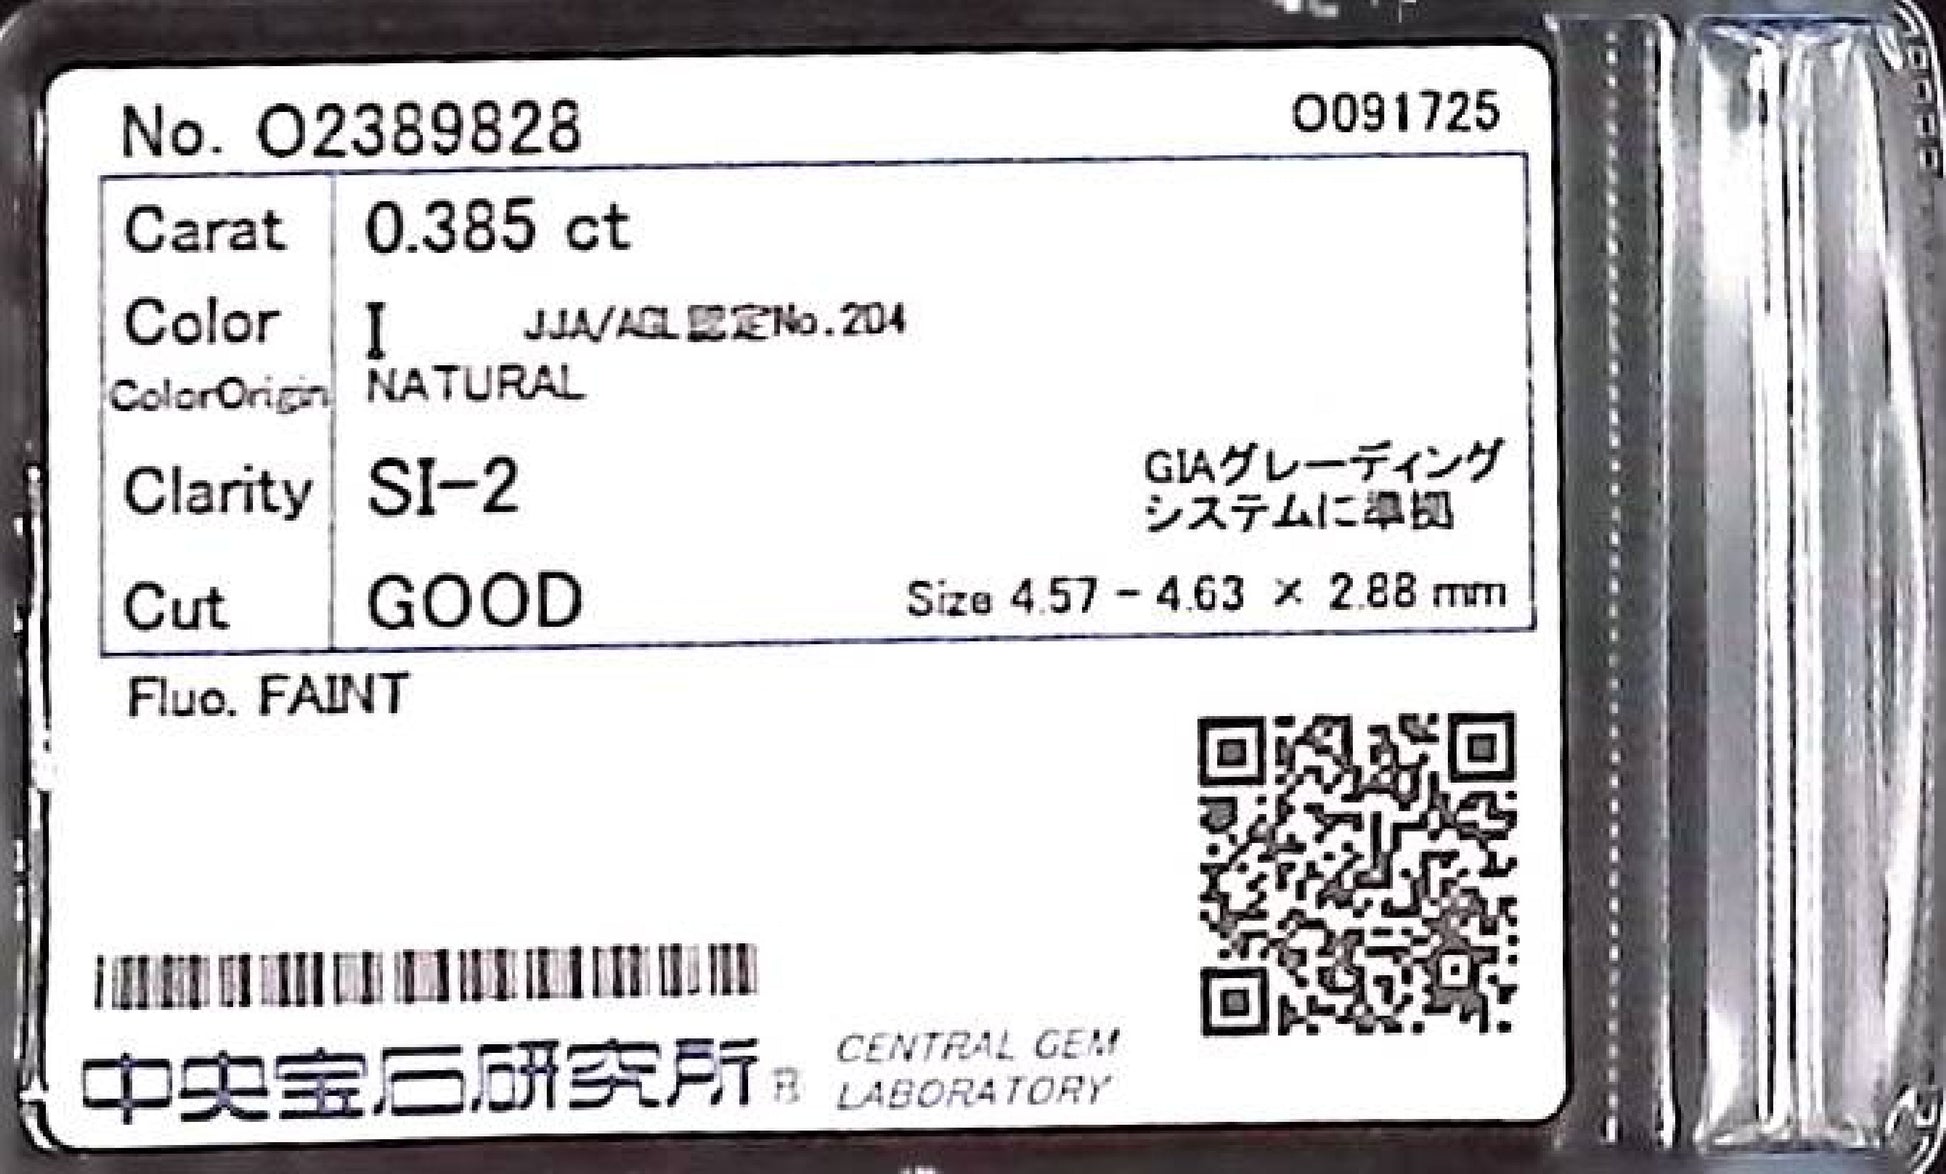 No. O2389828
O091725
Carat 0.385 ct
Color I JJA/AGL認定No.204
ColorOrigin NATURAL
Clarity SI-2
GIAグレーディング
システムに準拠
Cut GOOD Size 4.57 - 4.63 × 2.88 mm
Fluo. FAINT
中央宝石研究所 B
CENTRAL GEM
LABORATORY